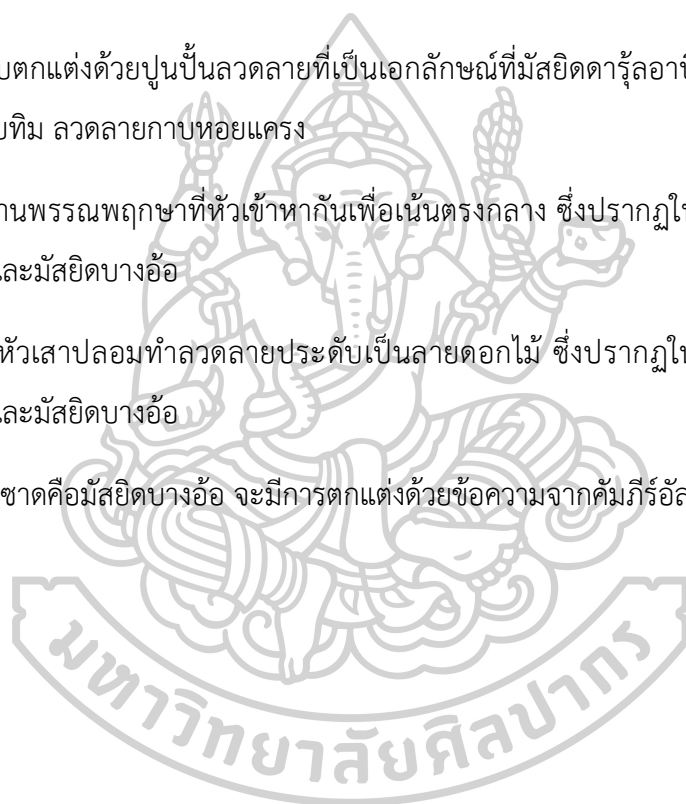 บตกแต่งด้วยปูนปั้นลวดลายที่เป็นเอกลักษณ์ที่มัสยิดดารุ้ลอา
บทิม ลวดลายกาบหอยแครง
านพรรณพฤกษาที่หัวเข้าหากันเพื่อเน้นตรงกลาง ซึ่งปรากฏใน
และมัสยิดบางอ้อ
หัวเสาปลอมทำลวดลายประดับเป็นลายดอกไม้ ซึ่งปรากฏใน
และมัสยิดบางอ้อ
ซาดคือมัสยิดบางอ้อ จะมีการตกแต่งด้วยข้อความจากคัมภีร์อัล
มหาวิทยาลัยศิลปากร